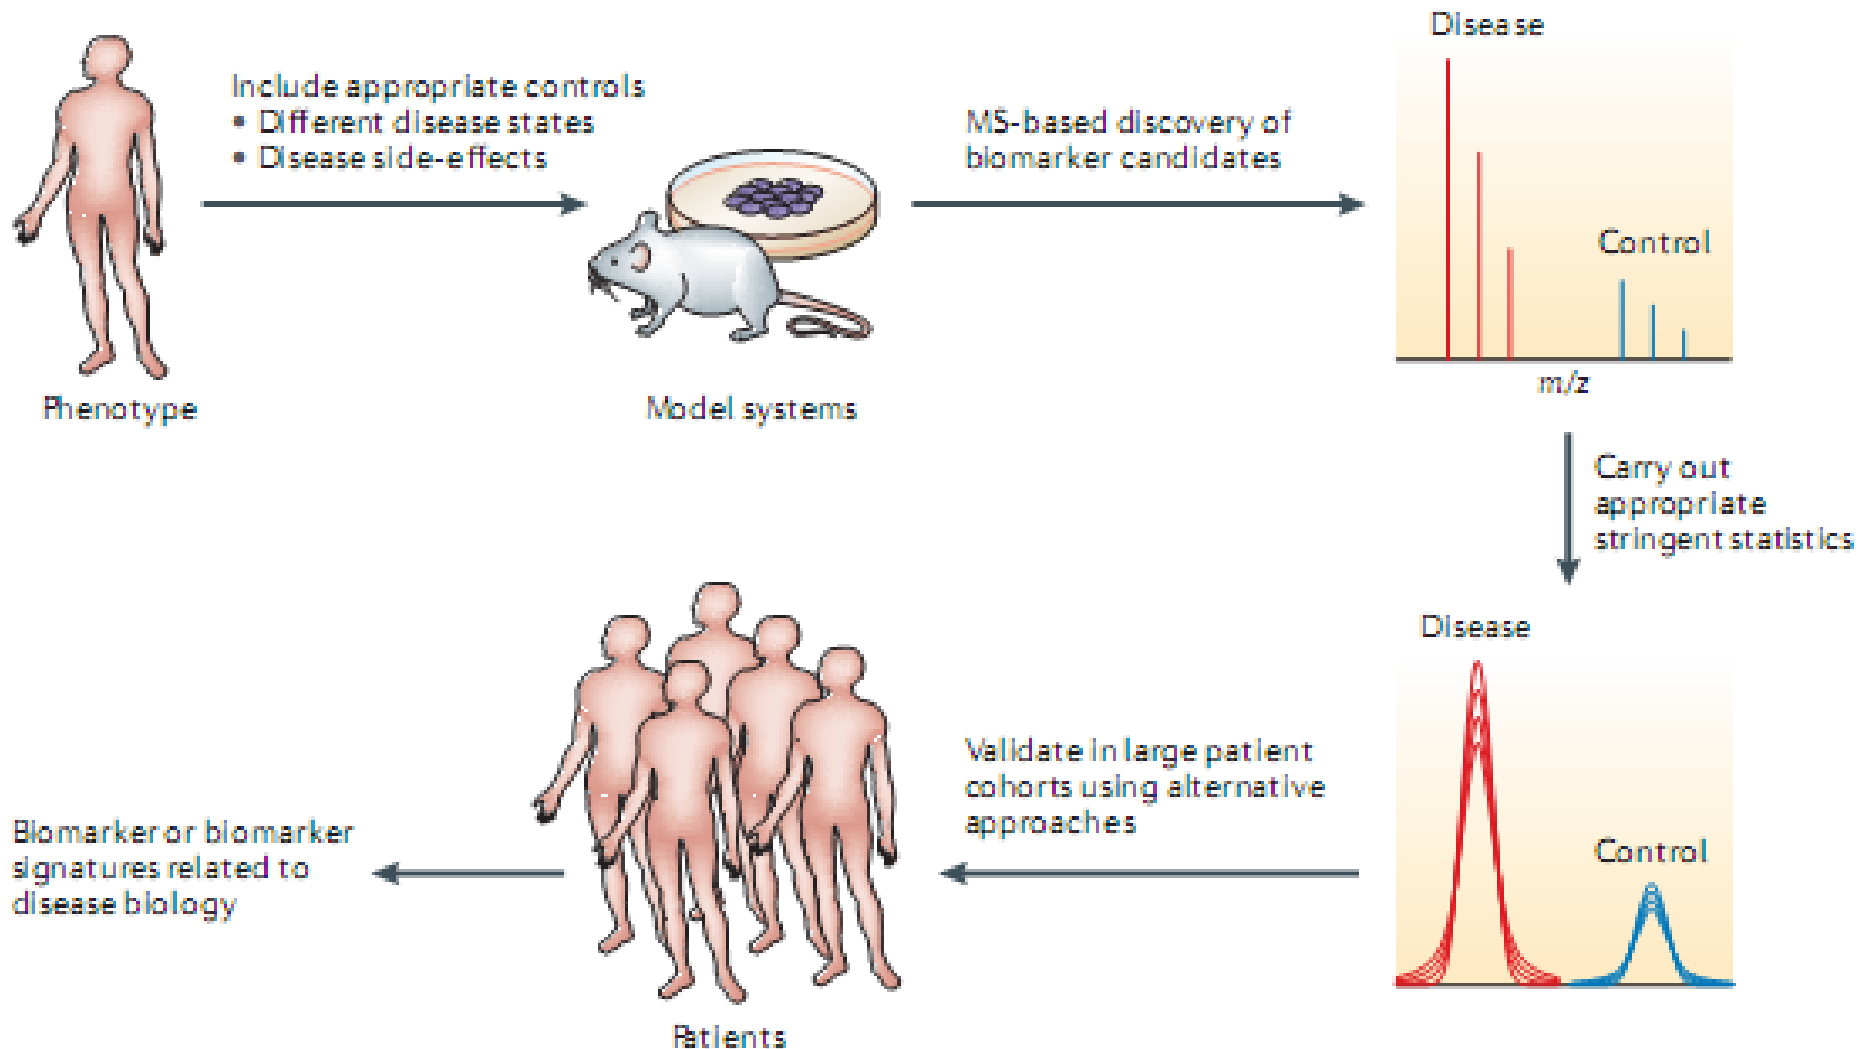 Include appropriate controls
• Different disease states
• Disease side-effects
Phenotype
Model systems
MS-based discovery of
biomarker candidates
Disease
Control
m/z
Carry out
appropriate
stringent statistics
Disease
Control
Validate in large patient
cohorts using alternative
approaches
Patients
Biomarker or biomarker
signatures related to
disease biology